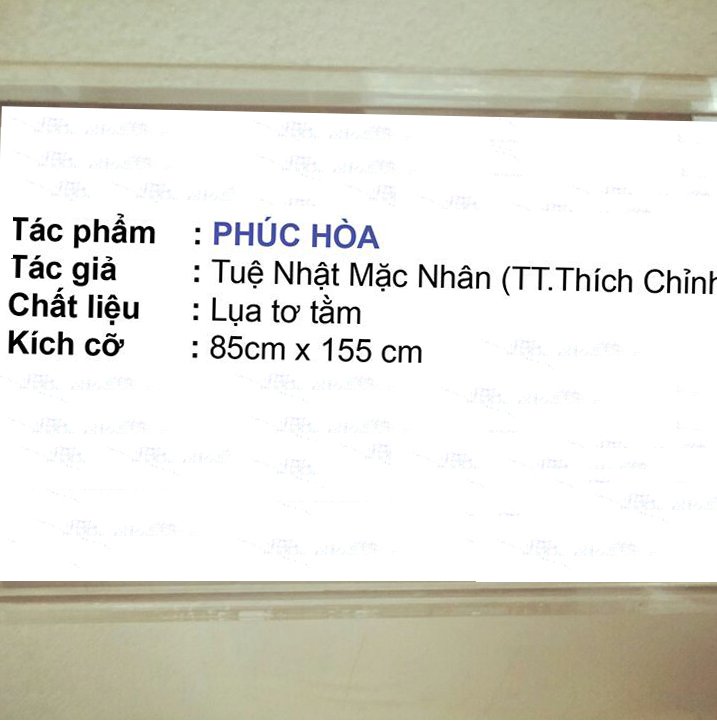 Tác phẩm : PHÚC HÒA
Tác giả : Tuệ Nhật Mặc Nhân (TT.Thích Chỉnh
Chất liệu : Lụa tơ tằm
Kích cỡ : 85cm x 155 cm